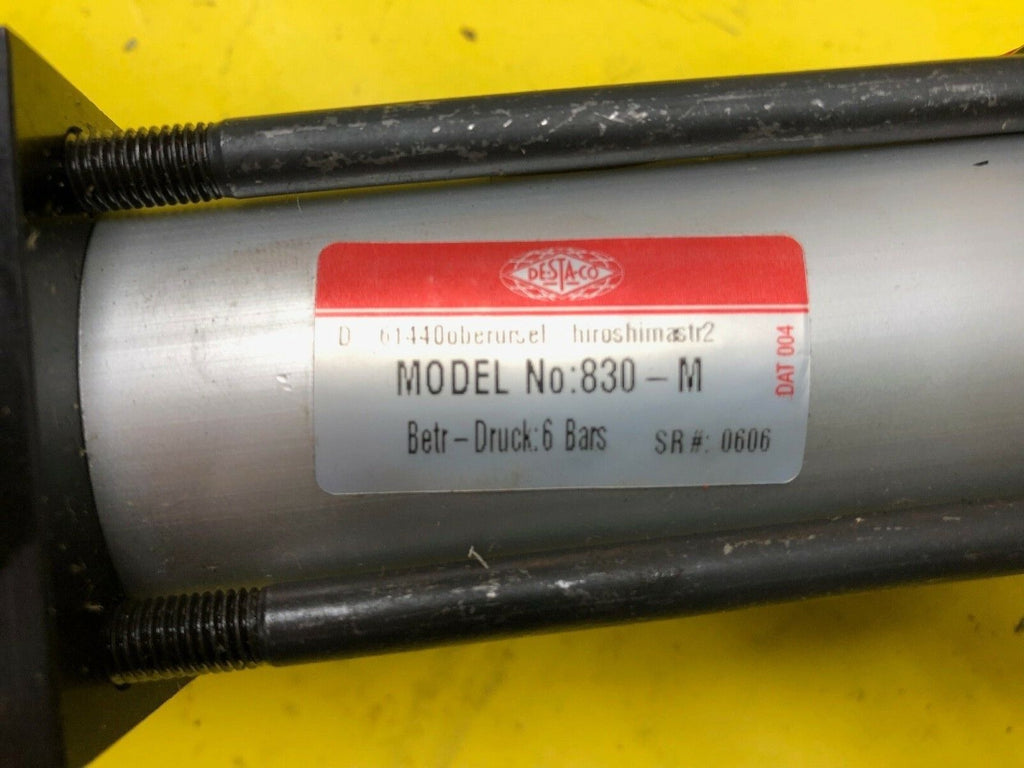 DE-STA-CO
D 61440oberursel hiroshimastr2
MODEL No:830 – M
Betr – Druck:6 Bars SR #: 0606
DAT 004